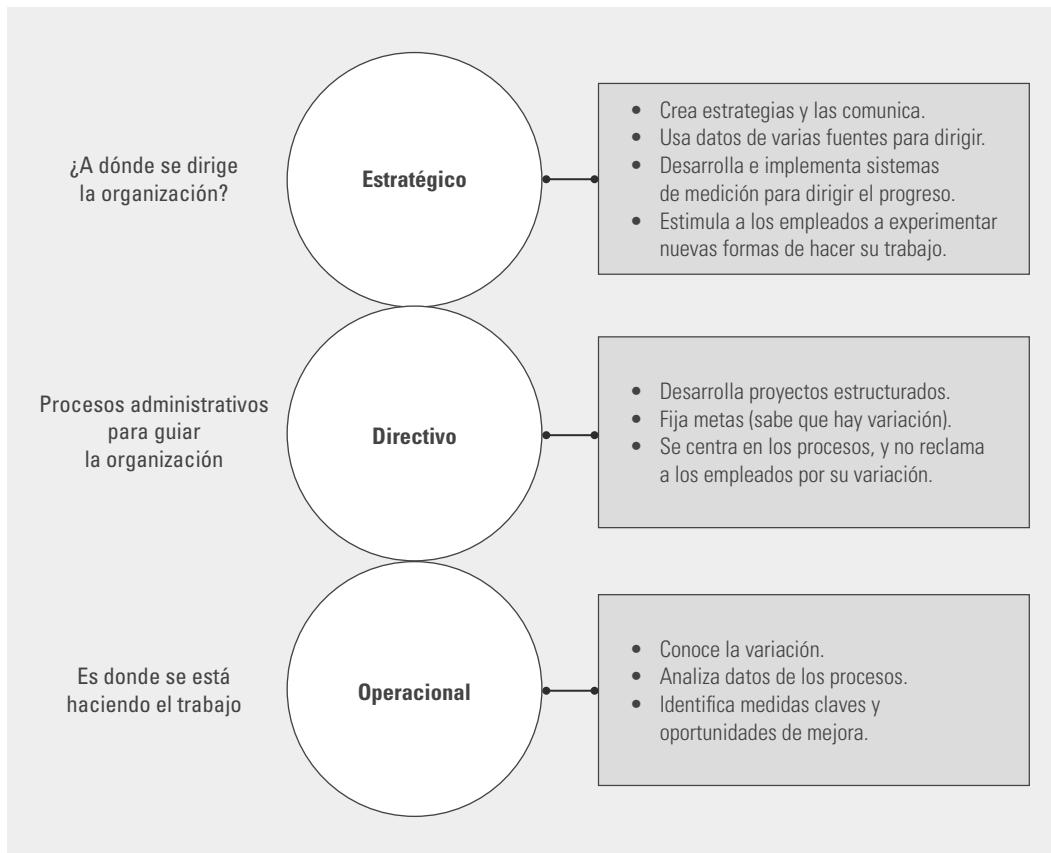 ¿A dónde se dirige
la organización?
Estratégico
• Crea estrategias y las comunica.
• Usa datos de varias fuentes para dirigir.
• Desarrolla e implementa sistemas
de medición para dirigir el progreso.
• Estimula a los empleados a experimentar
nuevas formas de hacer su trabajo.
Procesos administrativos
para guiar
la organización
Directivo
• Desarrolla proyectos estructurados.
• Fija metas (sabe que hay variación).
• Se centra en los procesos, y no reclama
a los empleados por su variación.
Es donde se está
haciendo el trabajo
Operacional
• Conoce la variación.
• Analiza datos de los procesos.
• Identifica medidas claves y
oportunidades de mejora.